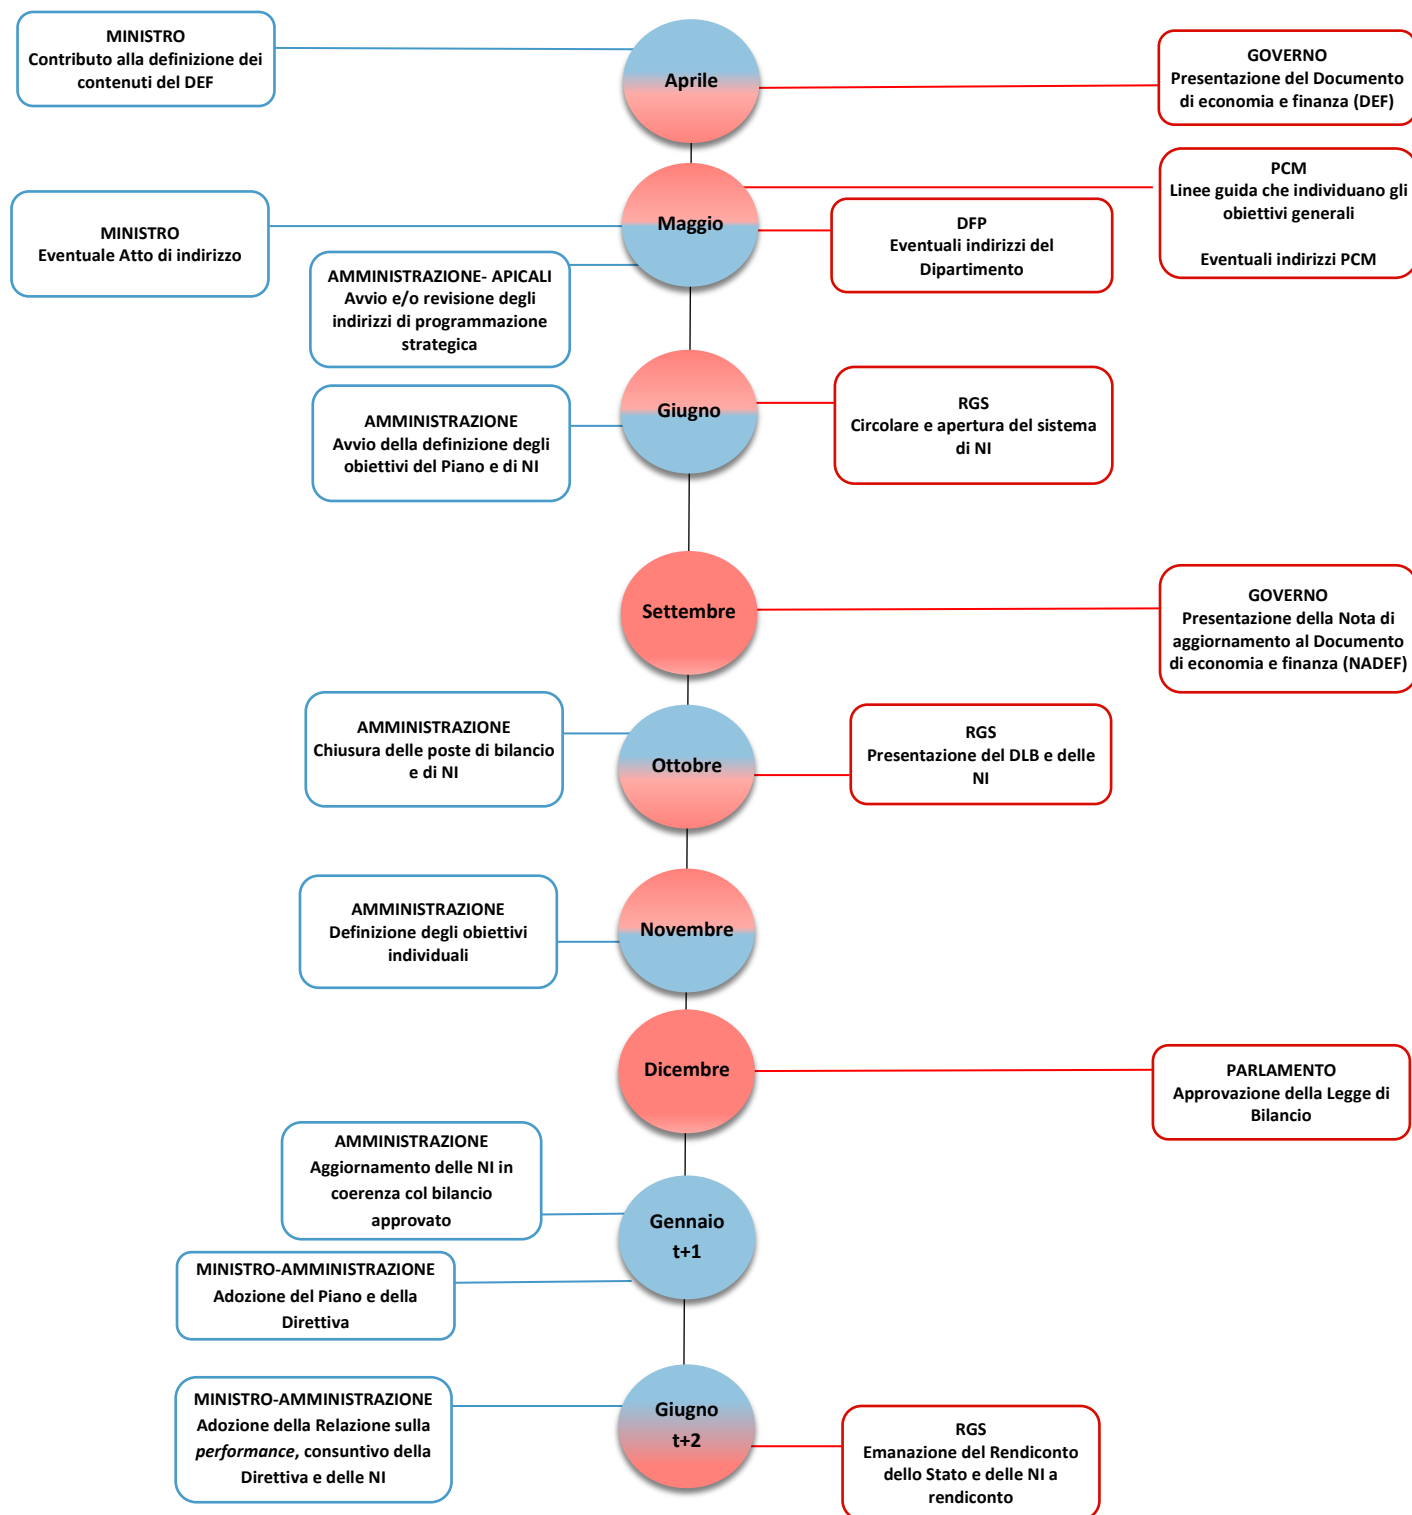 MINISTRO
Contributo alla definizione dei
contenuti del DEF
Aprile
GOVERNO
Presentazione del Documento
di economia e finanza (DEF)
PCM
Linee guida che individuano gli
obiettivi generali
Eventuali indirizzi PCM
MINISTRO
Eventuale Atto di indirizzo
Maggio
DFP
Eventuali indirizzi del
Dipartimento
AMMINISTRAZIONE- APICALI
Avvio e/o revisione degli
indirizzi di programmazione
strategica
AMMINISTRAZIONE
Avvio della definizione degli
obiettivi del Piano e di NI
Giugno
RGS
Circolare e apertura del sistema
di NI
Settembre
GOVERNO
Presentazione della Nota di
aggiornamento al Documento
di economia e finanza (NADEF)
AMMINISTRAZIONE
Chiusura delle poste di bilancio
e di NI
Ottobre
RGS
Presentazione del DLB e delle
NI
AMMINISTRAZIONE
Definizione degli obiettivi
individuali
Novembre
Dicembre
PARLAMENTO
Approvazione della Legge di
Bilancio
AMMINISTRAZIONE
Aggiornamento delle NI in
coerenza col bilancio
approvato
Gennaio
t+1
MINISTRO-AMMINISTRAZIONE
Adozione del Piano e della
Direttiva
MINISTRO-AMMINISTRAZIONE
Adozione della Relazione sulla
performance, consuntivo della
Direttiva e delle NI
Giugno
t+2
RGS
Emanazione del Rendiconto
dello Stato e delle NI a
rendiconto